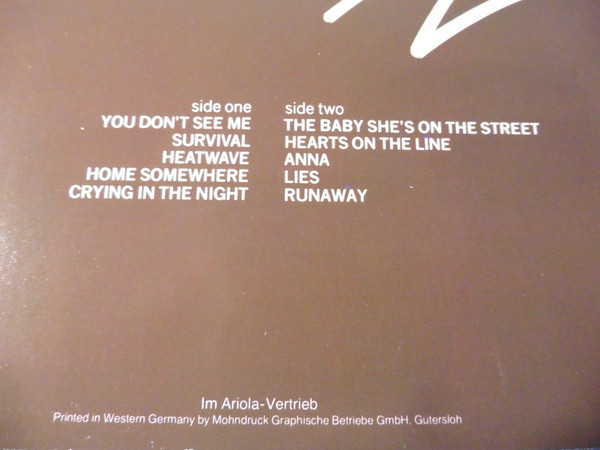 side one
YOU DON'T SEE ME
SURVIVAL
HEATWAVE
HOME SOMEWHERE
CRYING IN THE NIGHT
side two
THE BABY SHE'S ON THE STREET
HEARTS ON THE LINE
ANNA
LIES
RUNAWAY
Im Ariola-Vertrieb
Printed in Western Germany by Mohndruck Graphische Betriebe GmbH, Gutersloh